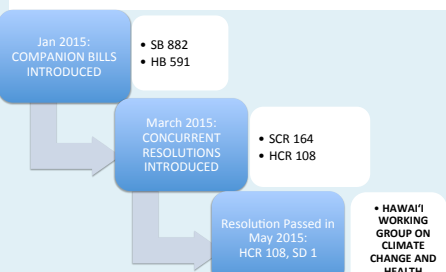 Jan 2015:
COMPANION BILLS
INTRODUCED
• SB 882
• HB 591
March 2015:
CONCURRENT
RESOLUTIONS
INTRODUCED
• SCR 164
• HCR 108
Resolution Passed in
May 2015:
HCR 108, SD 1
• HAWAI‘I
WORKING
GROUP ON
CLIMATE
CHANGE AND
HEALTH